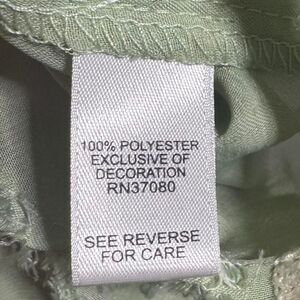 100% POLYESTER
EXCLUSIVE OF
DECORATION
RN37080
SEE REVERSE
FOR CARE